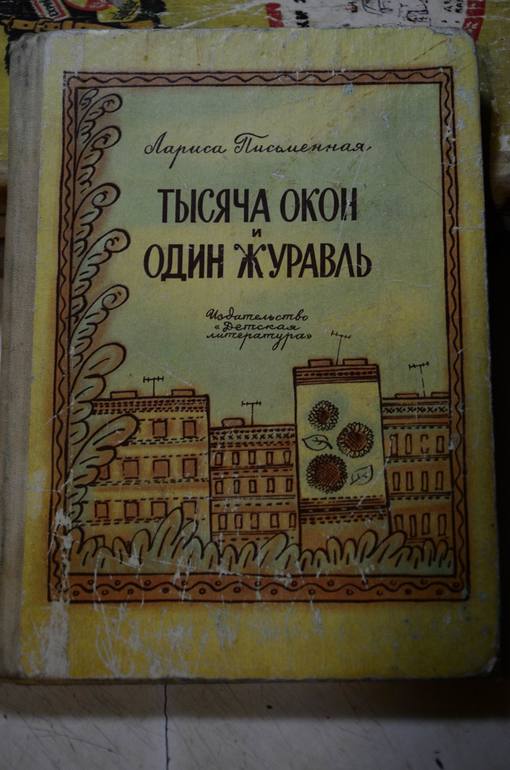 Лариса Письменная
ТЫСЯЧА ОКОН
и
ОДИН ЖУРАВЛЬ
Издательство
«Детская
литература»